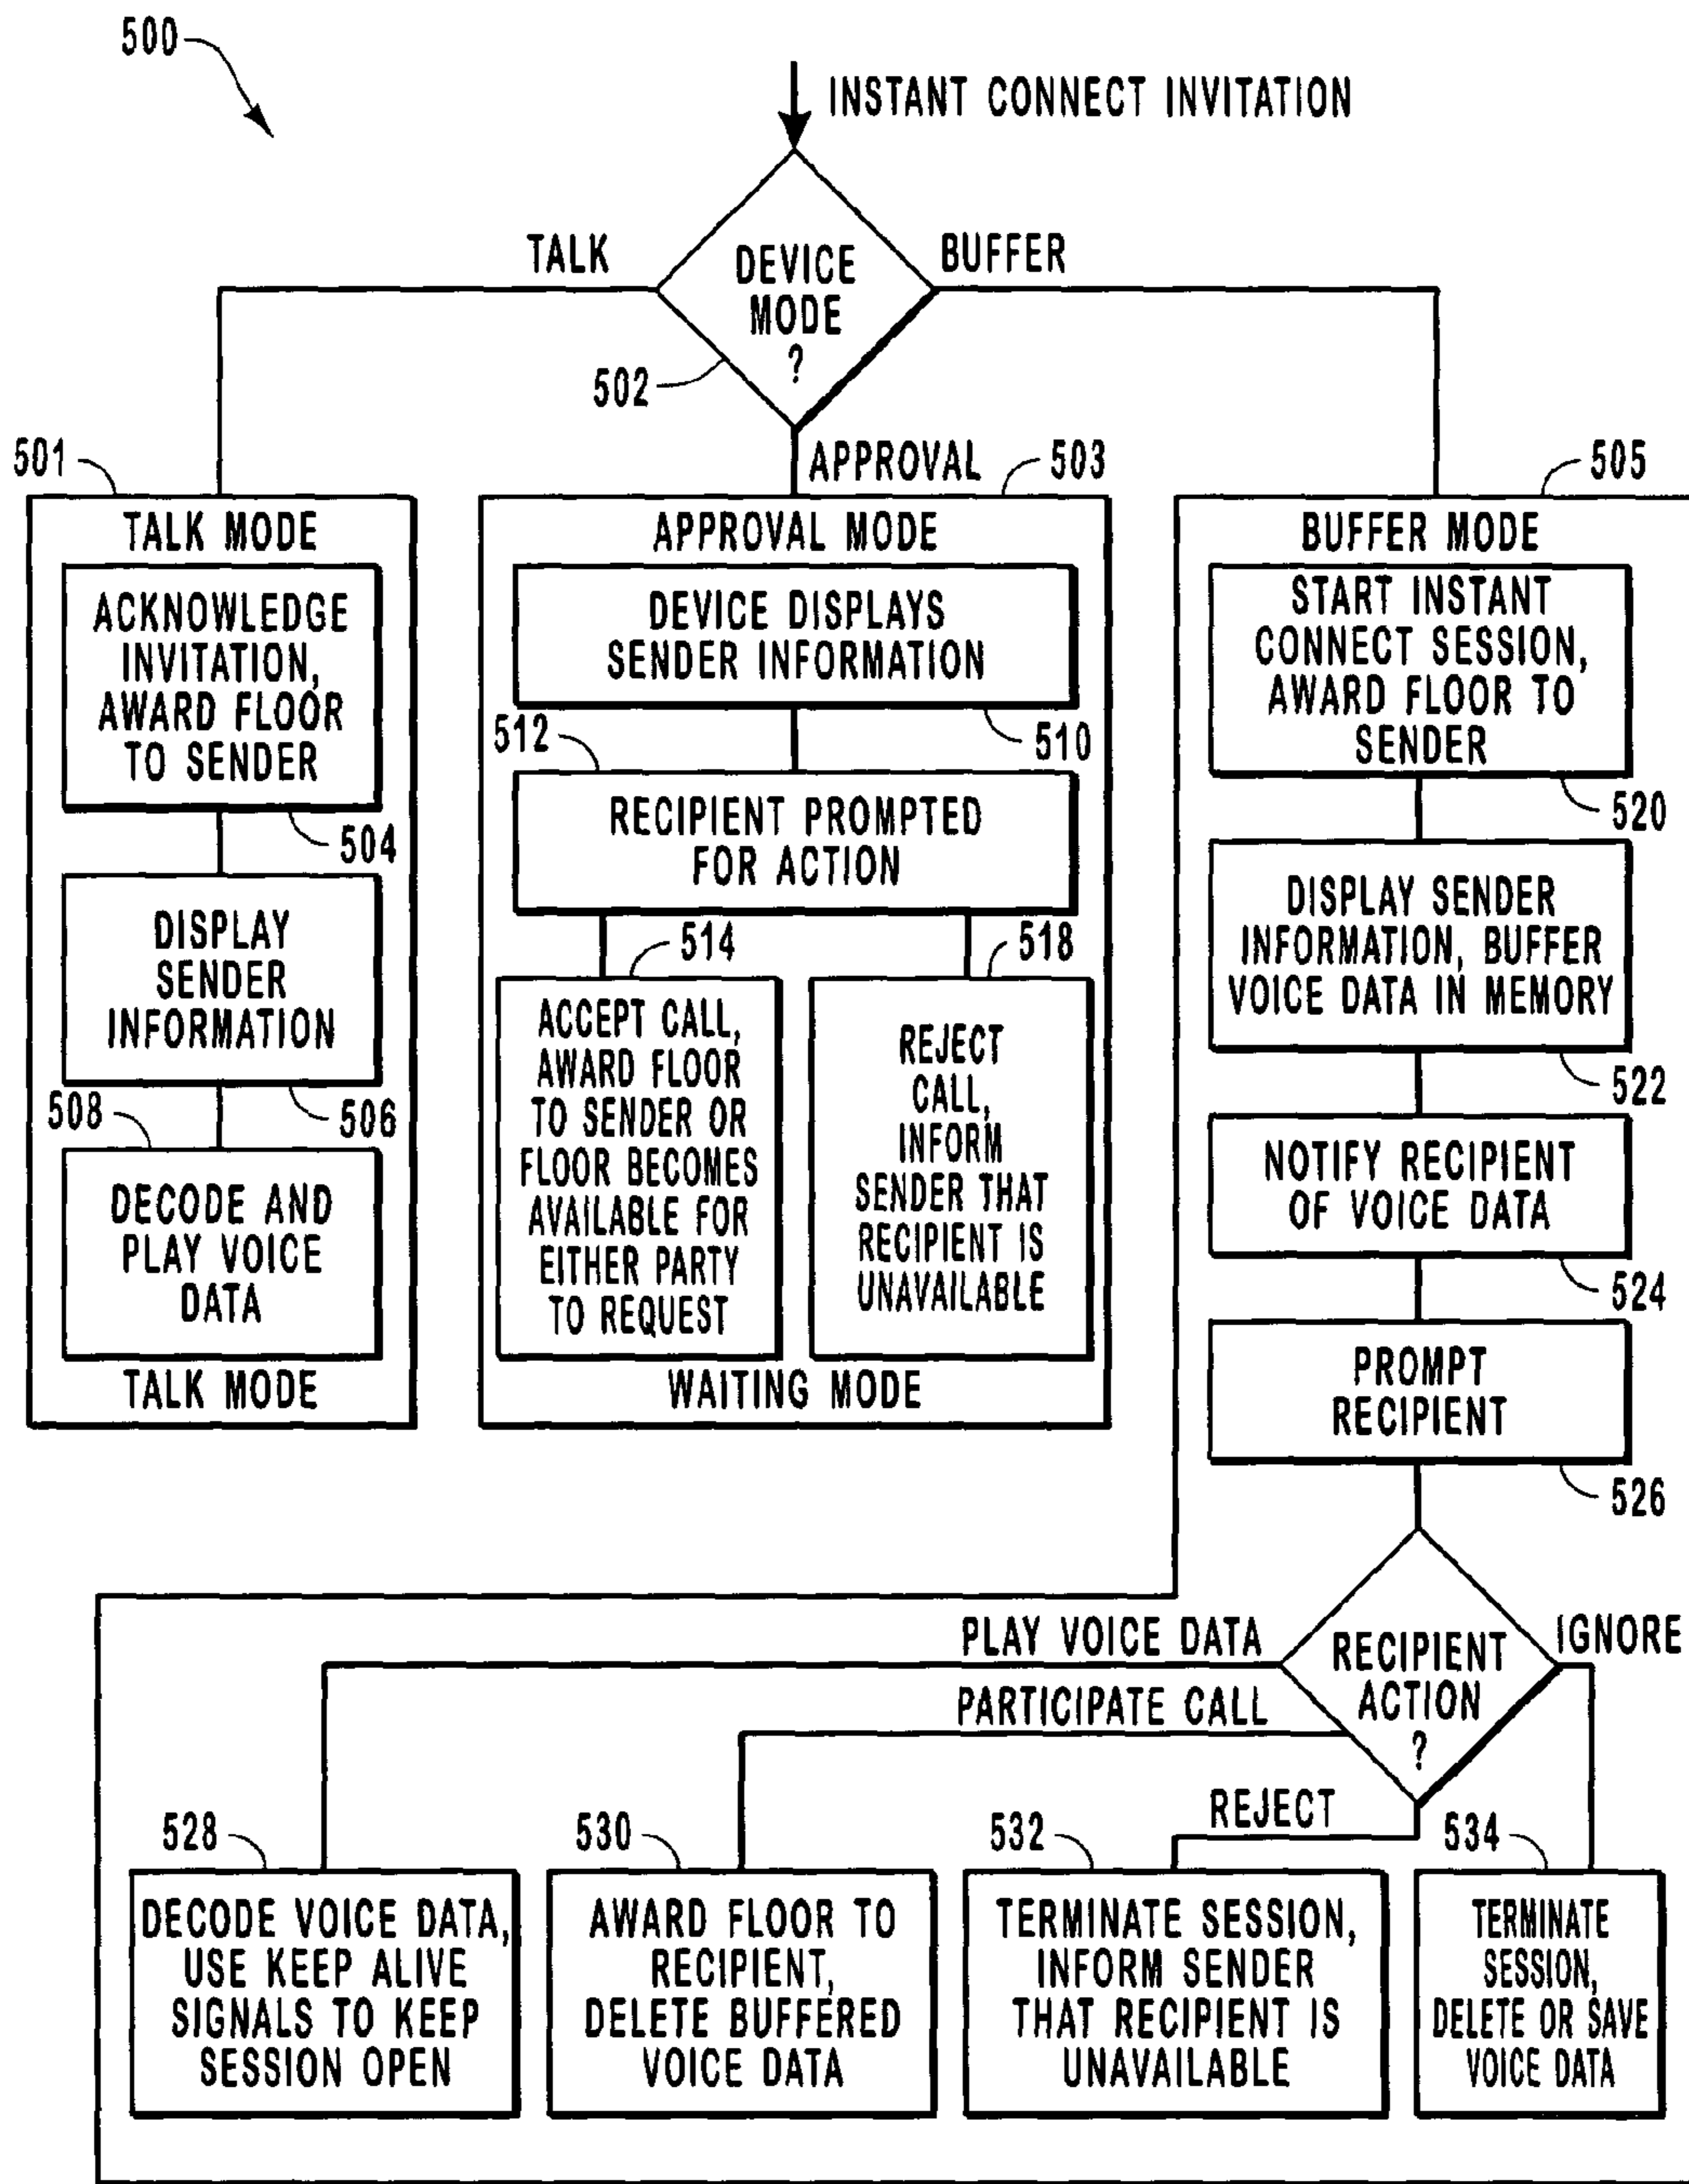 500
INSTANT CONNECT INVITATION
TALK
DEVICE
MODE
?
BUFFER
502
APPROVAL
501
TALK MODE
ACKNOWLEDGE
INVITATION,
AWARD FLOOR
TO SENDER
504
DISPLAY
SENDER
INFORMATION
506
508
DECODE AND
PLAY VOICE
DATA
TALK MODE
503
APPROVAL MODE
DEVICE DISPLAYS
SENDER INFORMATION
510
512
RECIPIENT PROMPTED
FOR ACTION
514
ACCEPT CALL,
AWARD FLOOR
TO SENDER OR
FLOOR BECOMES
AVAILABLE FOR
EITHER PARTY
TO REQUEST
518
REJECT
CALL,
INFORM
SENDER THAT
RECIPIENT IS
UNAVAILABLE
WAITING MODE
505
BUFFER MODE
START INSTANT
CONNECT SESSION,
AWARD FLOOR TO
SENDER
520
DISPLAY SENDER
INFORMATION, BUFFER
VOICE DATA IN MEMORY
522
NOTIFY RECIPIENT
OF VOICE DATA
524
PROMPT
RECIPIENT
526
RECIPIENT
ACTION
?
PLAY VOICE DATA
PARTICIPATE CALL
REJECT
IGNORE
528
DECODE VOICE DATA,
USE KEEP ALIVE
SIGNALS TO KEEP
SESSION OPEN
530
AWARD FLOOR TO
RECIPIENT,
DELETE BUFFERED
VOICE DATA
532
TERMINATE SESSION,
INFORM SENDER
THAT RECIPIENT IS
UNAVAILABLE
534
TERMINATE
SESSION,
DELETE OR SAVE
VOICE DATA